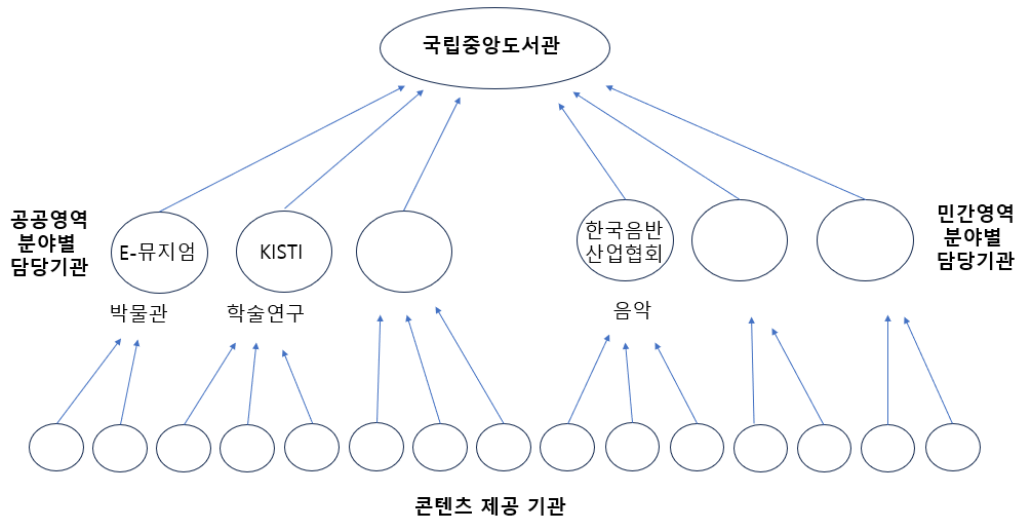 국립중앙도서관
공공영역
분야별
담당기관
E-뮤지엄
KISTI
한국음반
산업협회
민간영역
분야별
담당기관
박물관
학술연구
음악
콘텐츠 제공 기관